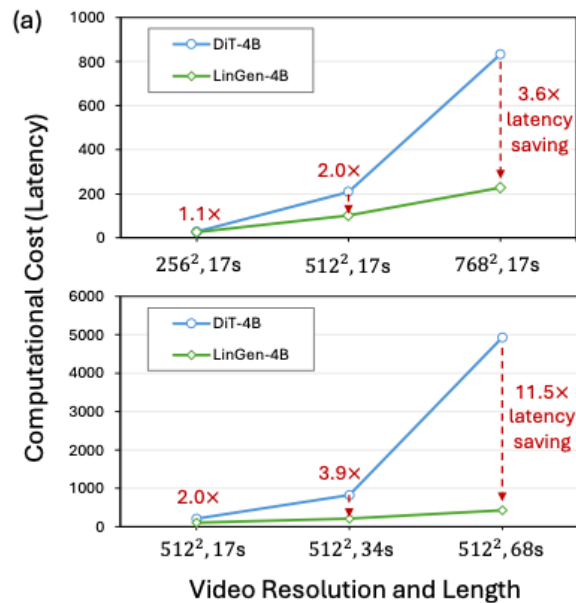 (a)
Computational Cost (Latency)
1000
800
600
400
200
0
DiT-4B
LinGen-4B
1.1×
2.0×
3.6×
latency
saving
256², 17s
512², 17s
768², 17s
6000
5000
4000
3000
2000
1000
0
DiT-4B
LinGen-4B
2.0×
3.9×
11.5×
latency
saving
512², 17s
512², 34s
512², 68s
Video Resolution and Length